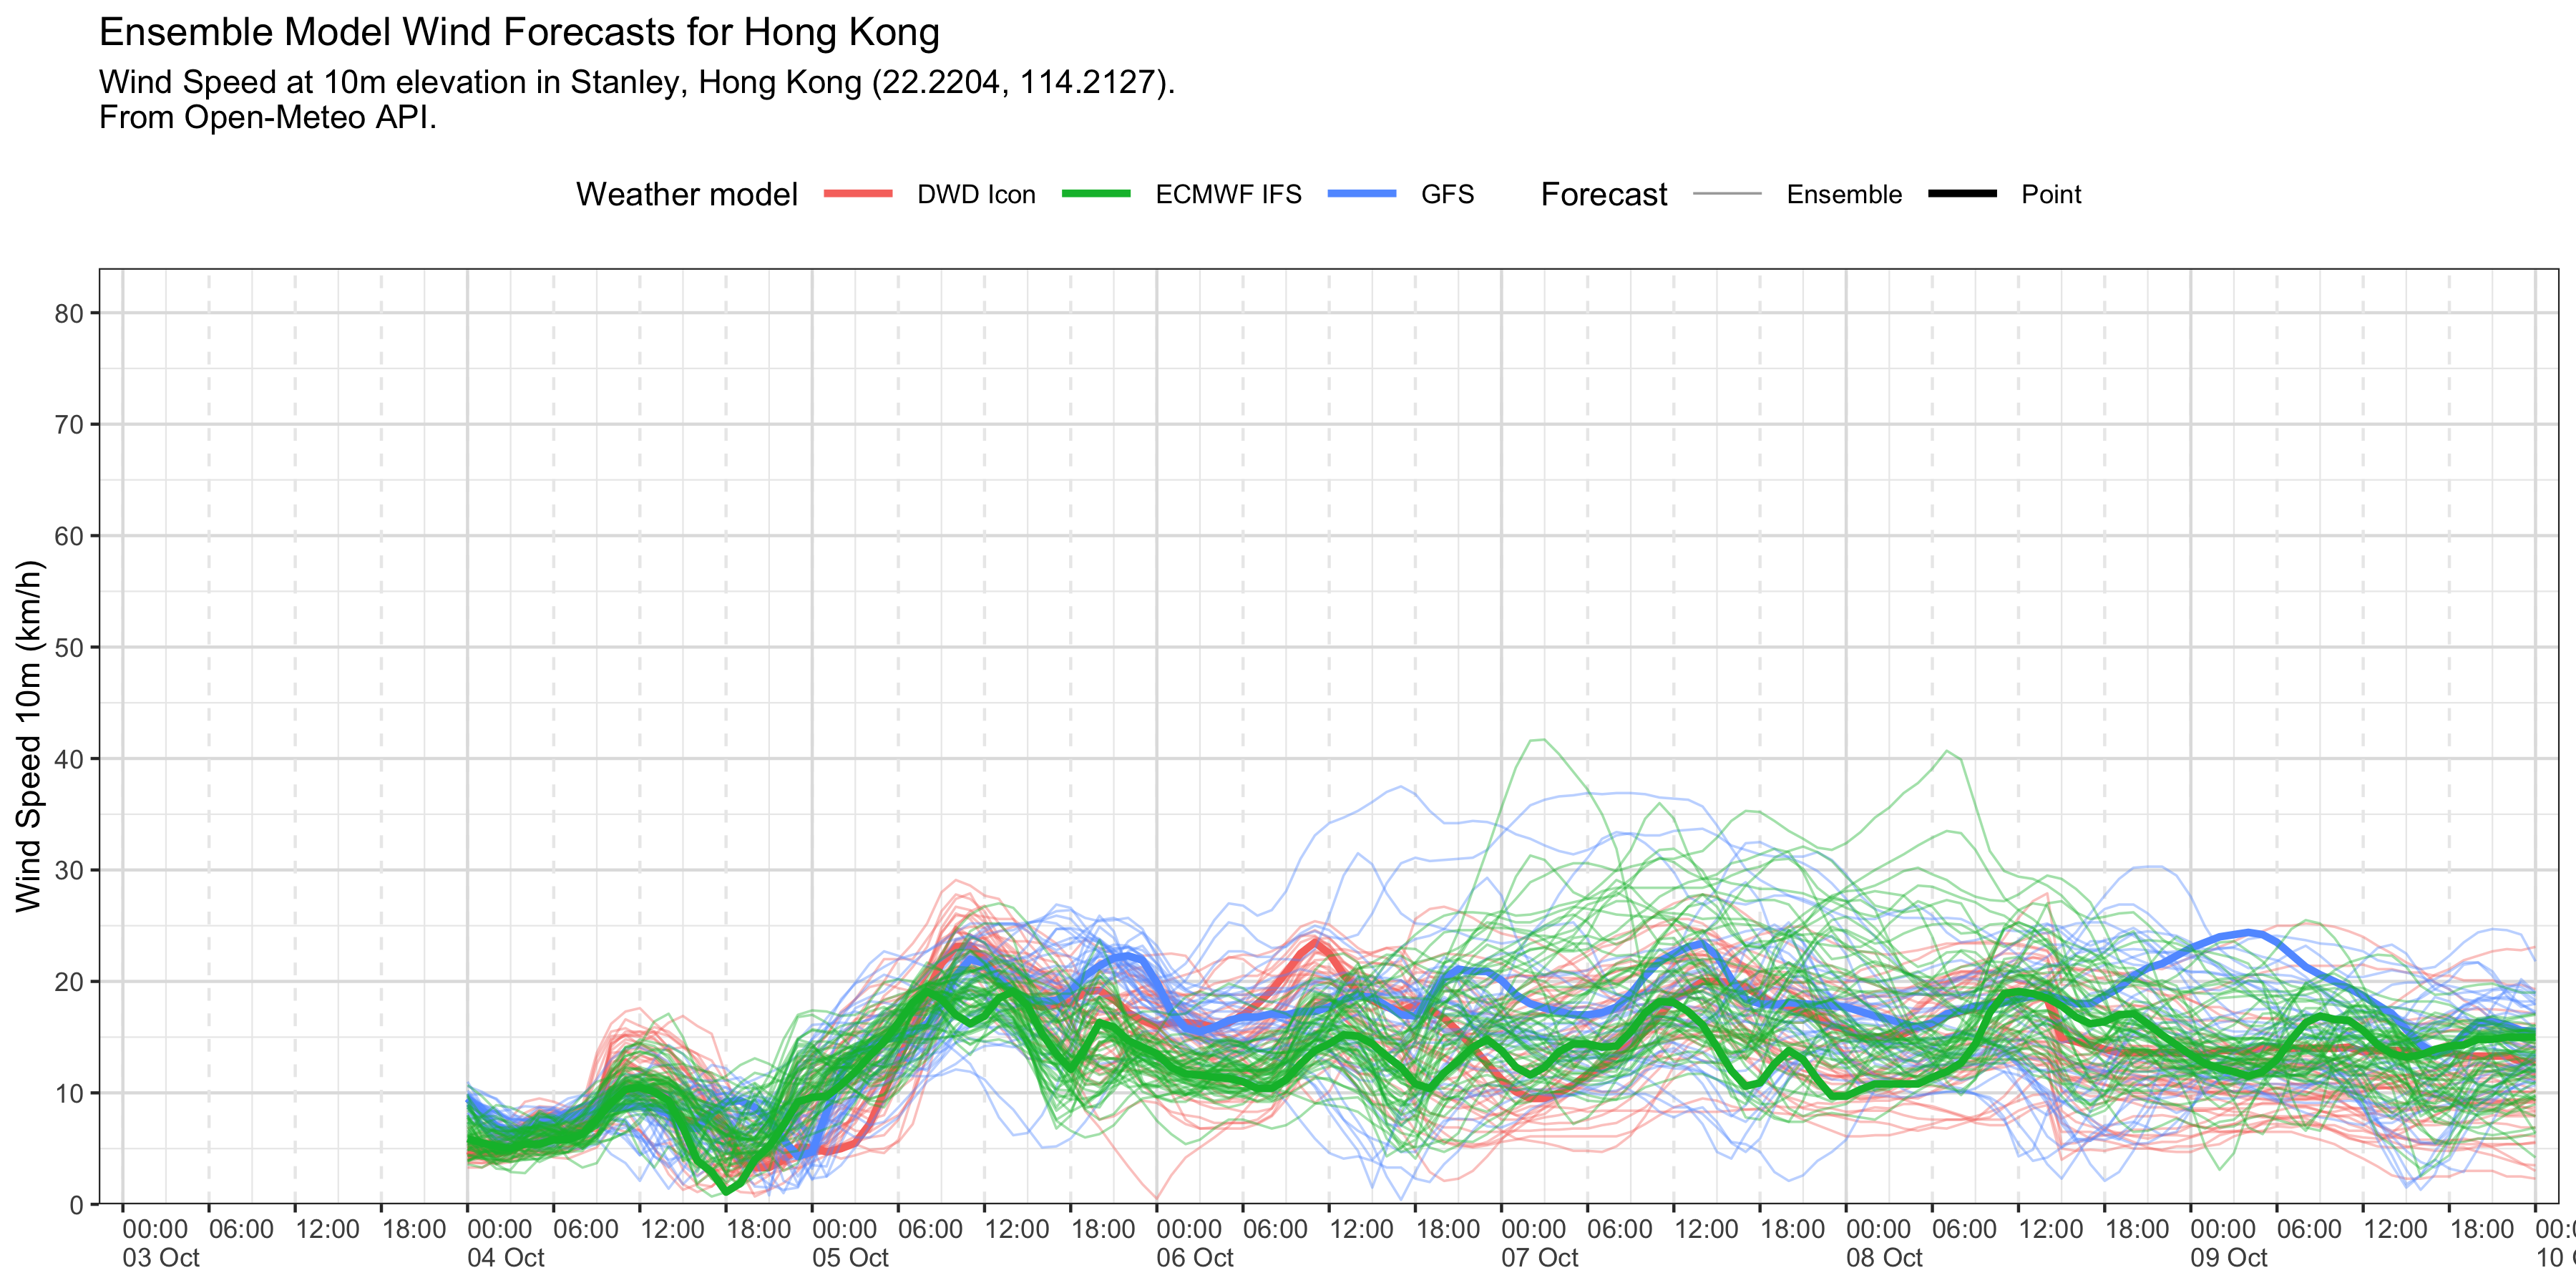 Ensemble Model Wind Forecasts for Hong Kong
Wind Speed at 10m elevation in Stanley, Hong Kong (22.2204, 114.2127).
From Open-Meteo API.
Weather model DWD Icon ECMWF IFS GFS Forecast Ensemble Point
Wind Speed 10m (km/h)
80
70
60
50
40
30
20
10
0
00:00 06:00 12:00 18:00 00:00 06:00 12:00 18:00 00:00 06:00 12:00 18:00 00:00 06:00 12:00 18:00 00:00 06:00 12:00 18:00 00:00 06:00 12:00 18:00 00:00 06:00 12:00 18:00
03 Oct 04 Oct 05 Oct 06 Oct 07 Oct 08 Oct 09 Oct 10